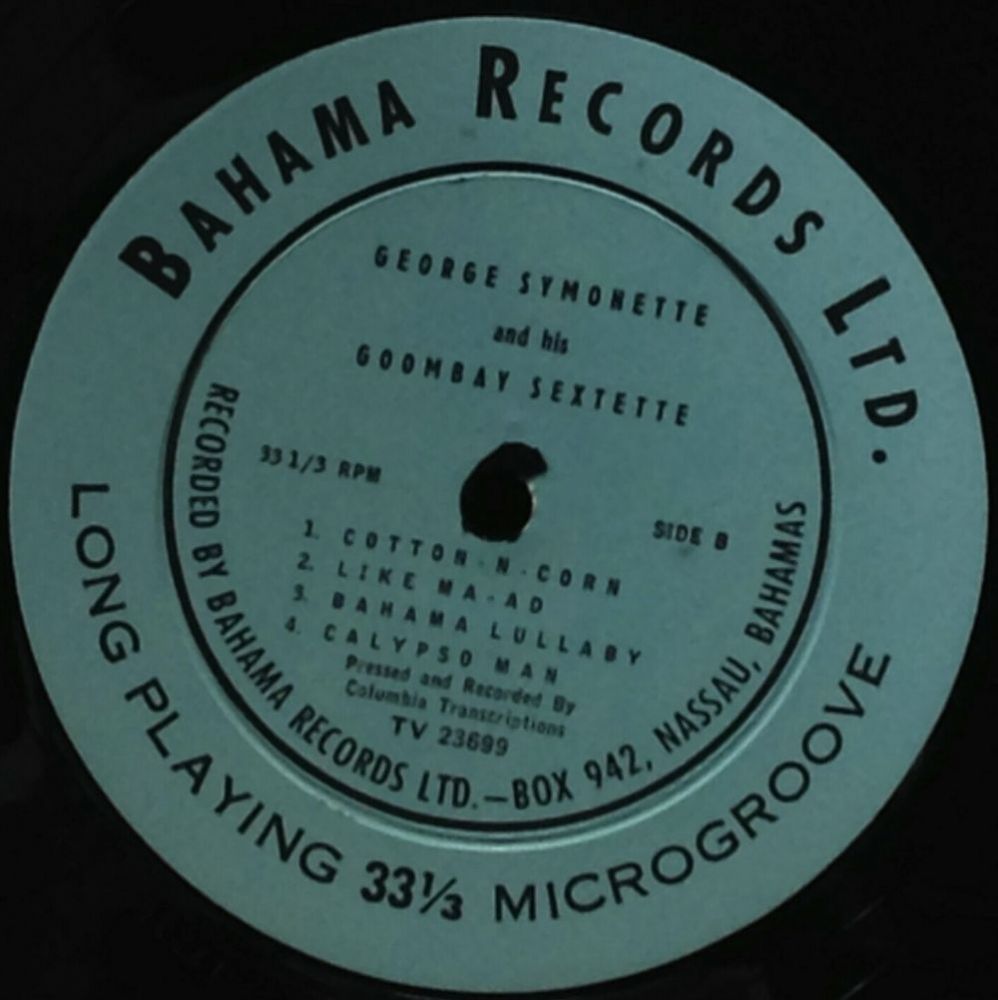 BAHAMA RECORDS LTD.
GEORGE SYMONETTE
and his
GOOMBAY SEXTETTE
33 1/3 RPM
SIDE B
1. COTTON-N-CORN
2. LIKE MA-AD
3. BAHAMA LULLABY
4. CALYPSO MAN
Pressed and Recorded By
Columbia Transcriptions
TV 23699
RECORDED BY BAHAMA RECORDS LTD.—BOX 942, NASSAU, BAHAMAS
LONG PLAYING 33⅓ MICROGROOVE